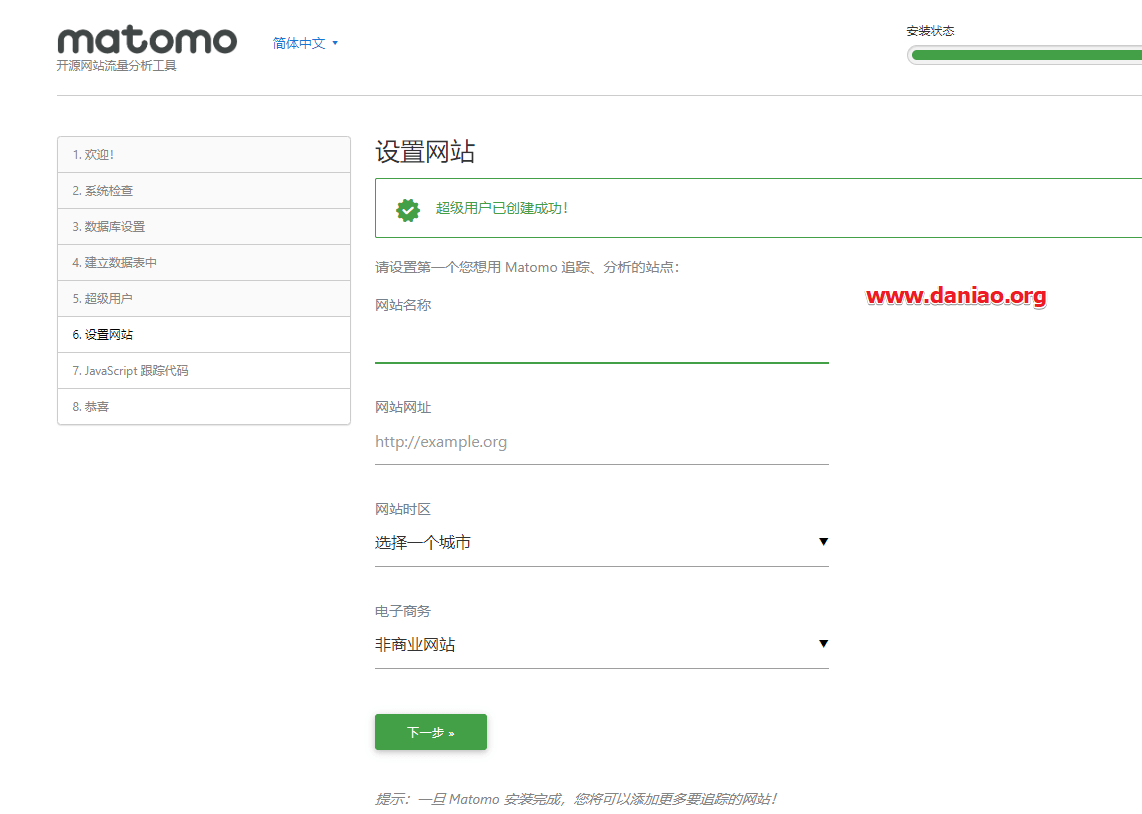 matomo
简体中文
安装状态
开源网站流量分析工具
1. 欢迎!
2. 系统检查
3. 数据库设置
4. 建立数据表中
5. 超级用户
6. 设置网站
7. JavaScript 跟踪代码
8. 恭喜
设置网站
超级用户已创建成功!
请设置第一个您想用 Matomo 追踪、分析的站点:
www.daniao.org
网站名称
网站网址
http://example.org
网站时区
选择一个城市
电子商务
非商业网站
下一步 »
提示：一旦 Matomo 安装完成，您将可以添加更多要追踪的网站!